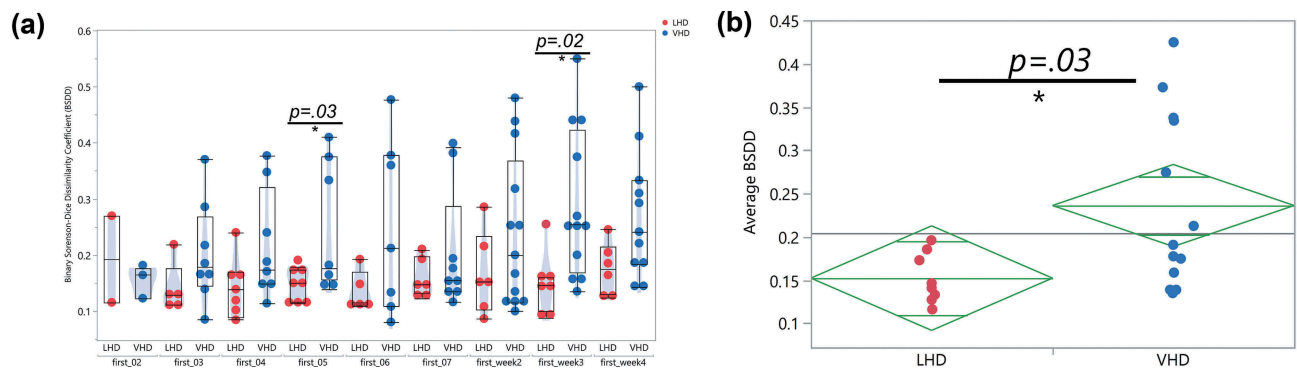 (a)
LHD
VHD
Binary Sorenson-Dice Dissimilarity Coefficient (BSDD)
0.6
0.5
0.4
0.3
0.2
0.1
p=.03
*
p=.02
*
LHD VHD LHD VHD LHD VHD LHD VHD LHD VHD LHD VHD LHD VHD LHD VHD LHD VHD
first_02 first_03 first_04 first_05 first_06 first_07 first_week2 first_week3 first_week4
(b)
Average BSDD
0.45
0.4
0.35
0.3
0.25
0.2
0.15
0.1
p=.03
*
LHD VHD